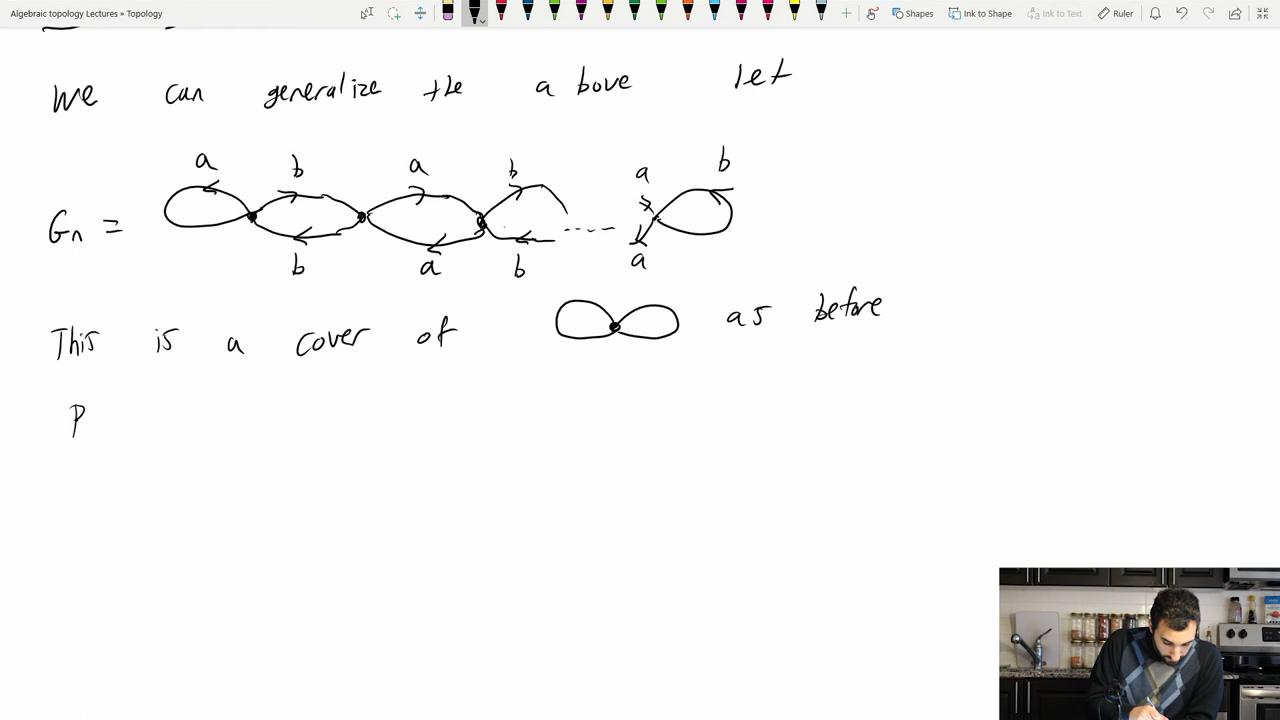 Algebraic topology Lectures » Topology
Shapes Ink to Shape Ink to Text Ruler
We can generalize the above let
a b a b a b
Gn =
b a b a
This is a cover of as before
P